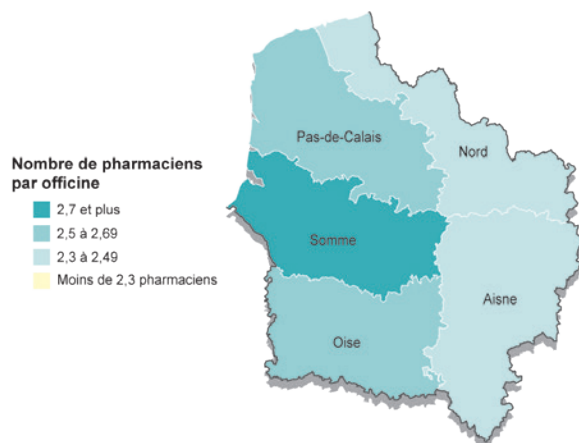 Pas-de-Calais
Nord
Nombre de pharmaciens
par officine
2,7 et plus
2,5 à 2,69
2,3 à 2,49
Moins de 2,3 pharmaciens
Somme
Aisne
Oise